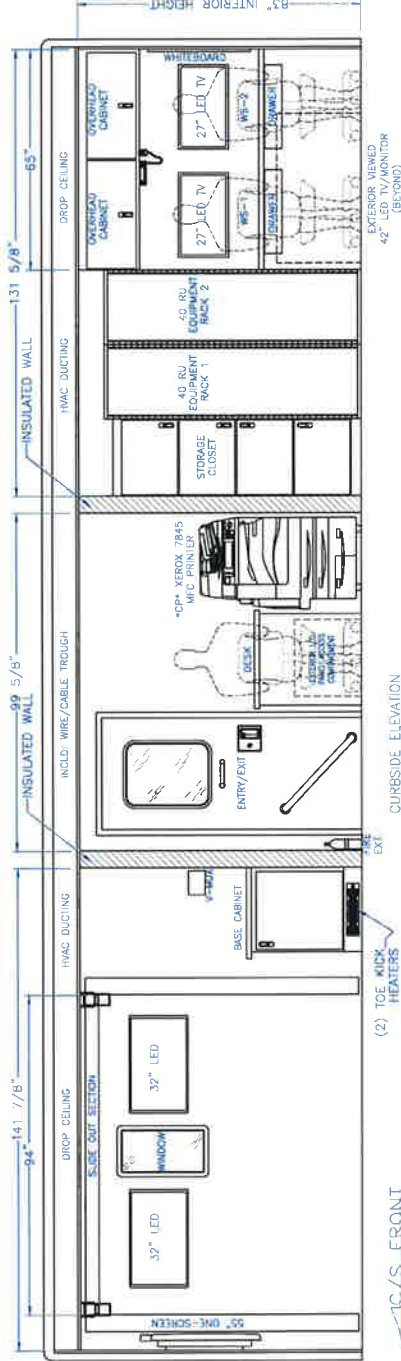 141 7/8"
99 5/8"
131 5/8"
94"
INSULATED WALL
INSULATED WALL
65"
DROP CEILING
HVAC DUCTING
INCLD: WIRE/CABLE TROUGH
HVAC DUCTING
DROP CEILING
83" INTERIOR HEIGHT
SLIDE OUT SECTION
OVERHEAD
CABINET
OVERHEAD
CABINET
55" ONE-SCREEN
32" LED
WINDOW
32" LED
ENTRY/EXIT
BASE CABINET
FIRE
EXT.
*CP* XEROX 7845
MFC PRINTER
DESK
STORAGE
CLOSET
40 RU
EQUIPMENT
RACK 1
40 RU
EQUIPMENT
RACK 2
27" LED TV
27" LED TV
WHITEBOARD
WS-1
WS-2
DRAWER
DRAWER
(2) TOE KICK
HEATERS
CURBSIDE ELEVATION
EXTERIOR VIEWED
42" LED TV/MONITOR
(BEYOND)
C/S FRONT